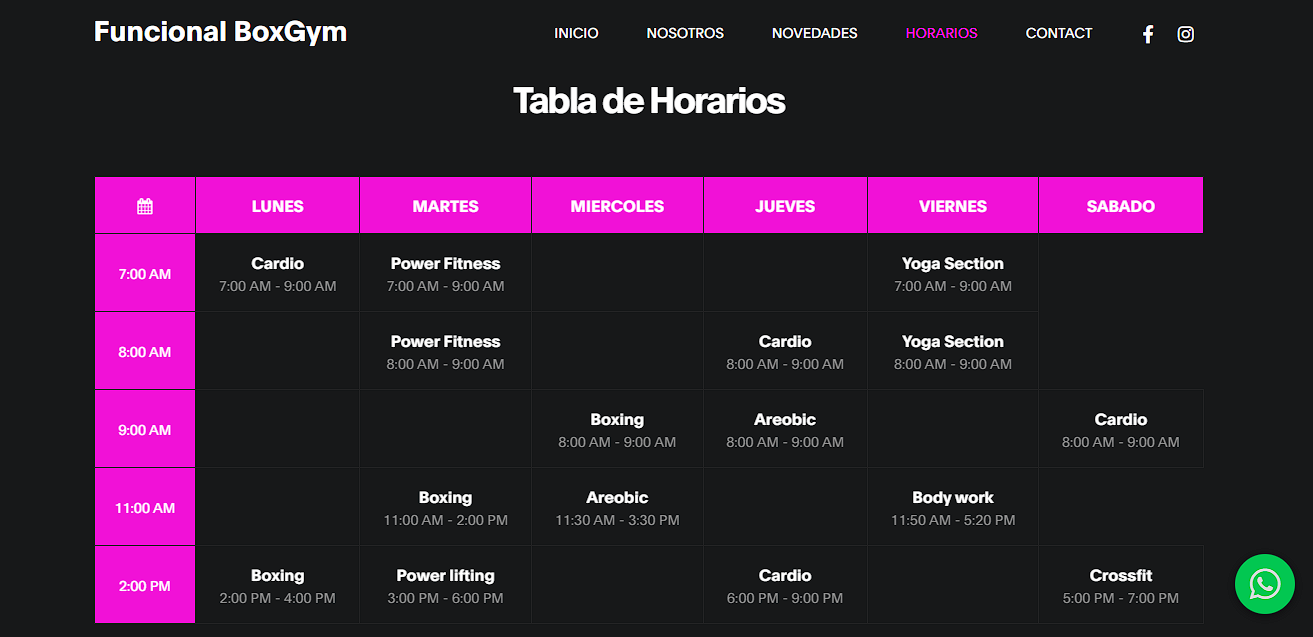 Funcional BoxGym
INICIO NOSOTROS NOVEDADES HORARIOS CONTACT
Tabla de Horarios
LUNES MARTES MIERCOLES JUEVES VIERNES SABADO
7:00 AM
Cardio Power Fitness Yoga Section
7:00 AM - 9:00 AM 7:00 AM - 9:00 AM 7:00 AM - 9:00 AM
8:00 AM
Power Fitness Cardio Yoga Section
8:00 AM - 9:00 AM 8:00 AM - 9:00 AM 8:00 AM - 9:00 AM
9:00 AM
Boxing Areobic Cardio
8:00 AM - 9:00 AM 8:00 AM - 9:00 AM 8:00 AM - 9:00 AM
11:00 AM
Boxing Areobic Body work
11:00 AM - 2:00 PM 11:30 AM - 3:30 PM 11:50 AM - 5:20 PM
2:00 PM
Boxing Power lifting Cardio Crossfit
2:00 PM - 4:00 PM 3:00 PM - 6:00 PM 6:00 PM - 9:00 PM 5:00 PM - 7:00 PM